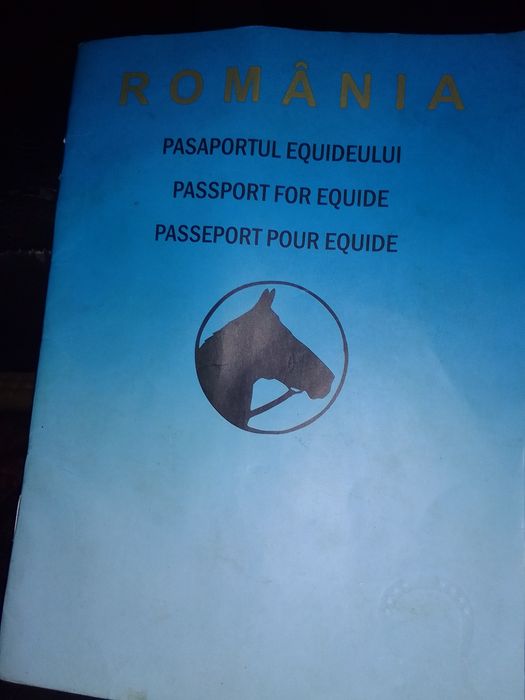 ROMÂNIA
PASAPORTUL EQUIDEULUI
PASSPORT FOR EQUIDE
PASSEPORT POUR EQUIDE